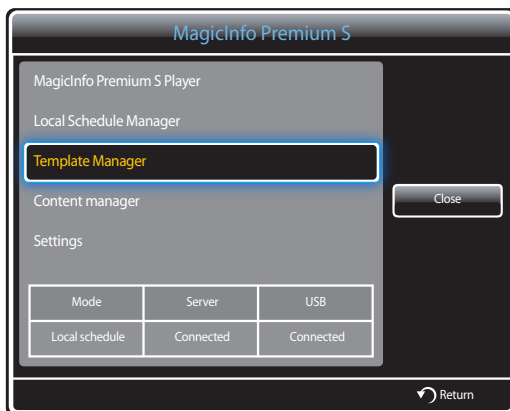 MagicInfo Premium S
MagicInfo Premium S Player
Local Schedule Manager
Template Manager
Content manager
Settings
Close
Mode Server USB
Local schedule Connected Connected
Return